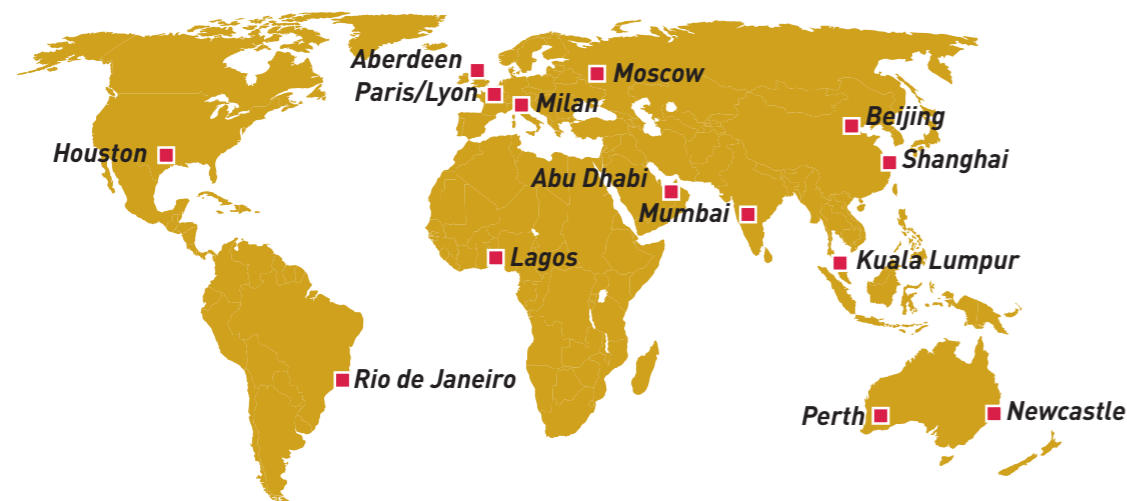 Aberdeen
Moscow
Paris/Lyon
Milan
Beijing
Houston
Shanghai
Abu Dhabi
Mumbai
Lagos
Kuala Lumpur
Rio de Janeiro
Perth
Newcastle